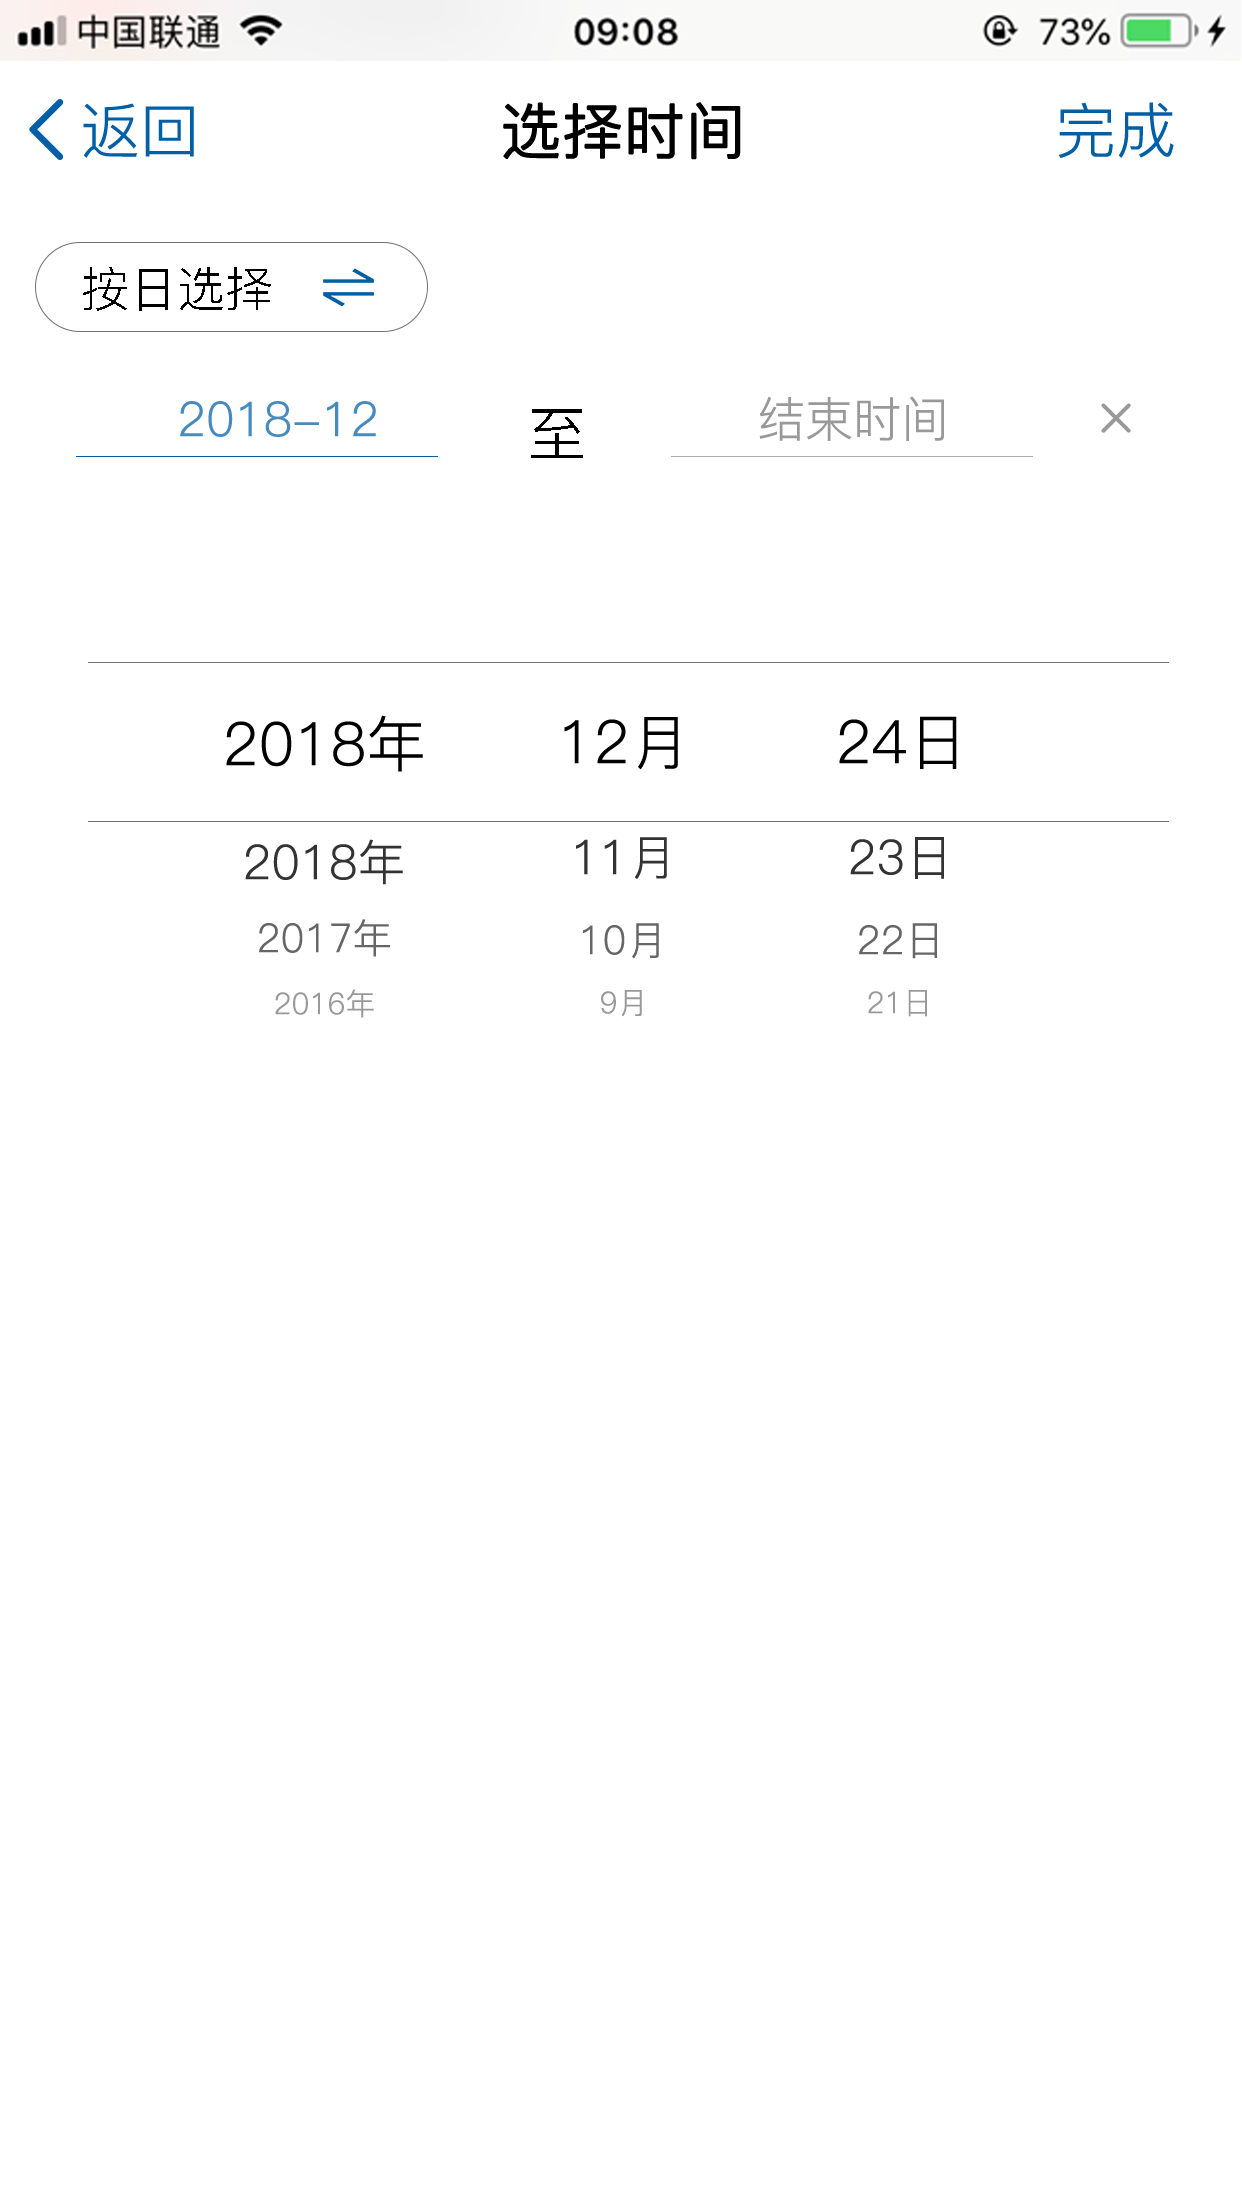 中国联通 09:08 73%
返回 选择时间 完成
按日选择
2018-12 至 结束时间
2018年 12月 24日
2018年 11月 23日
2017年 10月 22日
2016年 9月 21日